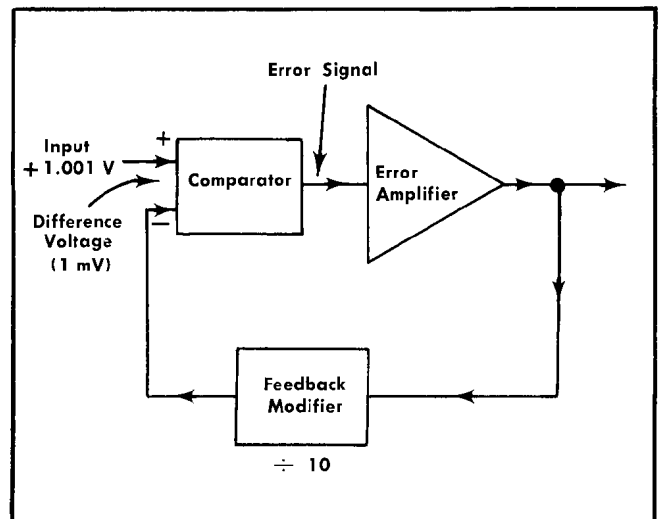 Error Signal
Input
+ 1.001 V
+
Comparator
Error
Amplifier
Difference
Voltage
(1 mV)
−
Feedback
Modifier
÷ 10